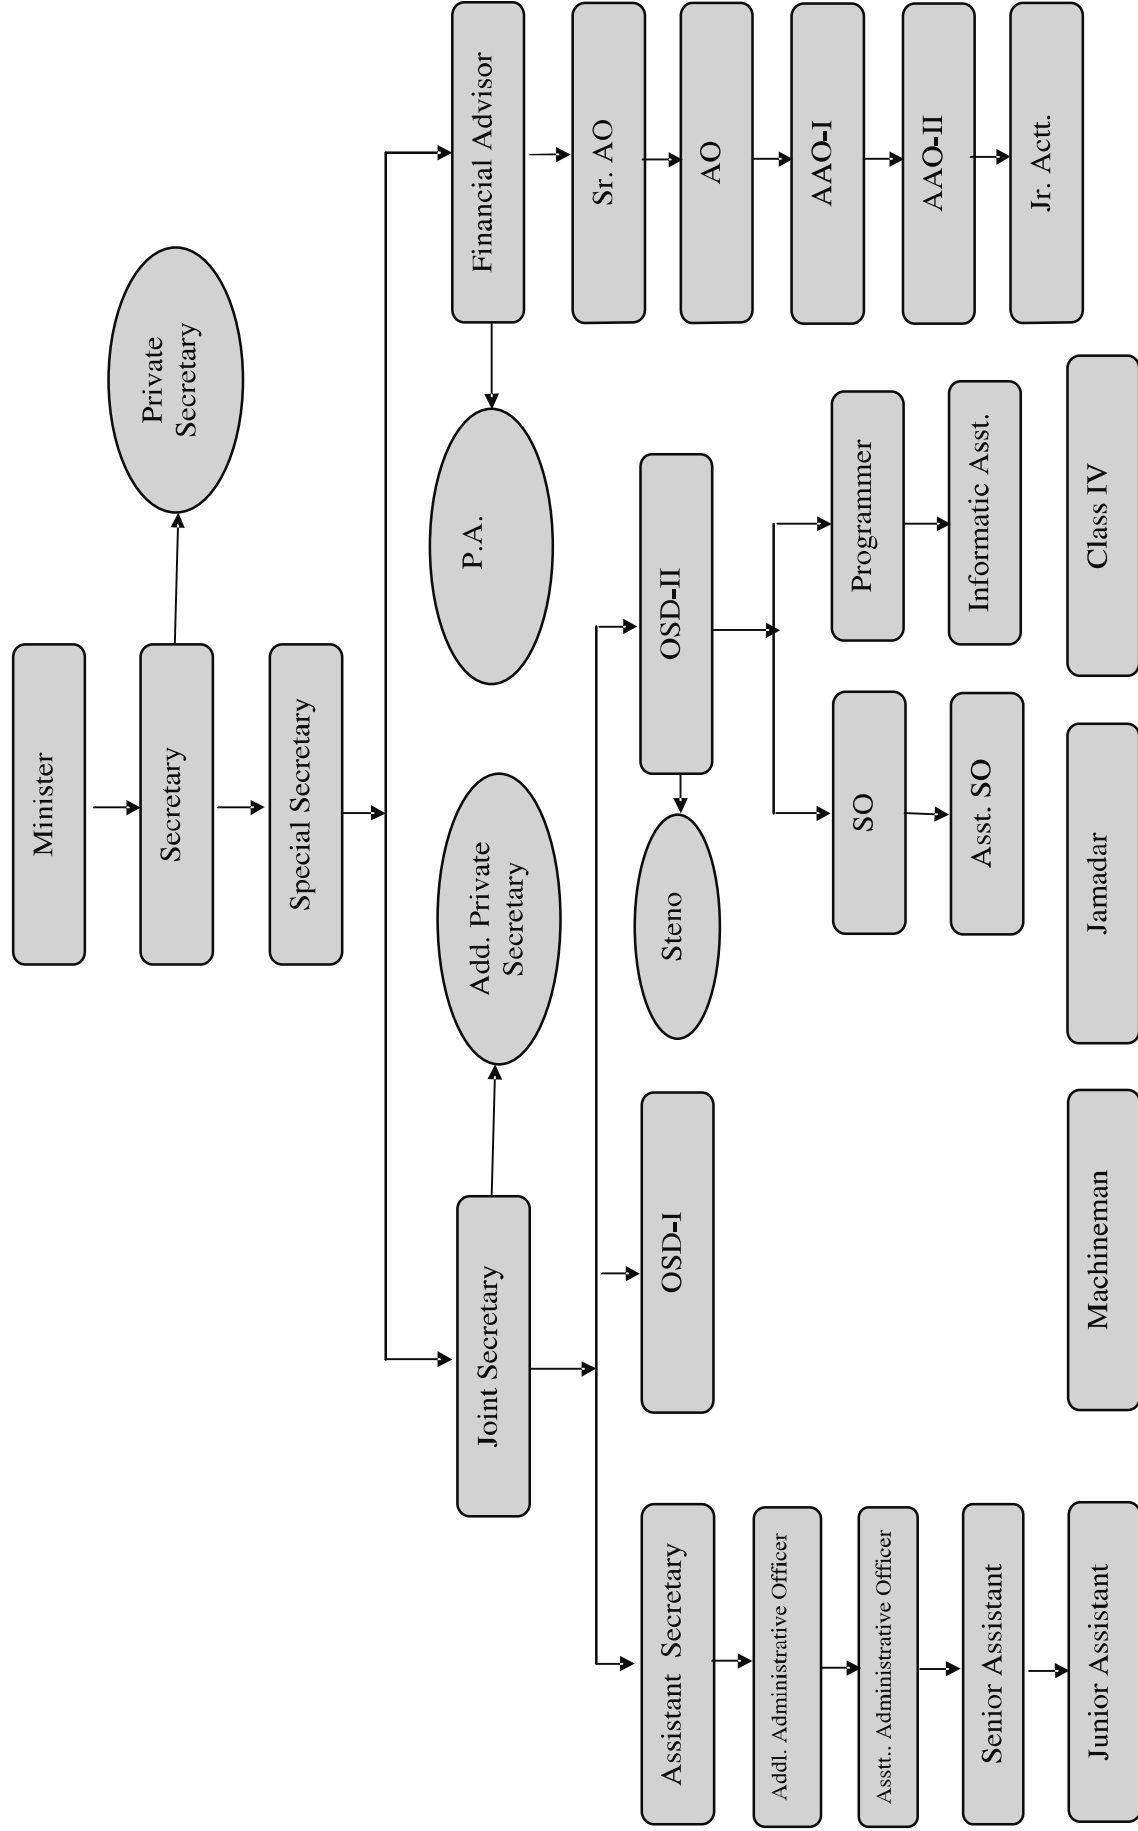 Minister
Secretary
Private
Secretary
Special Secretary
Joint Secretary
Add. Private
Secretary
P.A.
Financial Advisor
Assistant Secretary
OSD-I
Steno
OSD-II
Sr. AO
Addl. Administrative Officer
AO
Asstt.. Administrative Officer
SO
Programmer
AAO-I
Senior Assistant
Asst. SO
Informatic Asst.
AAO-II
Junior Assistant
Machineman
Jamadar
Class IV
Jr. Actt.